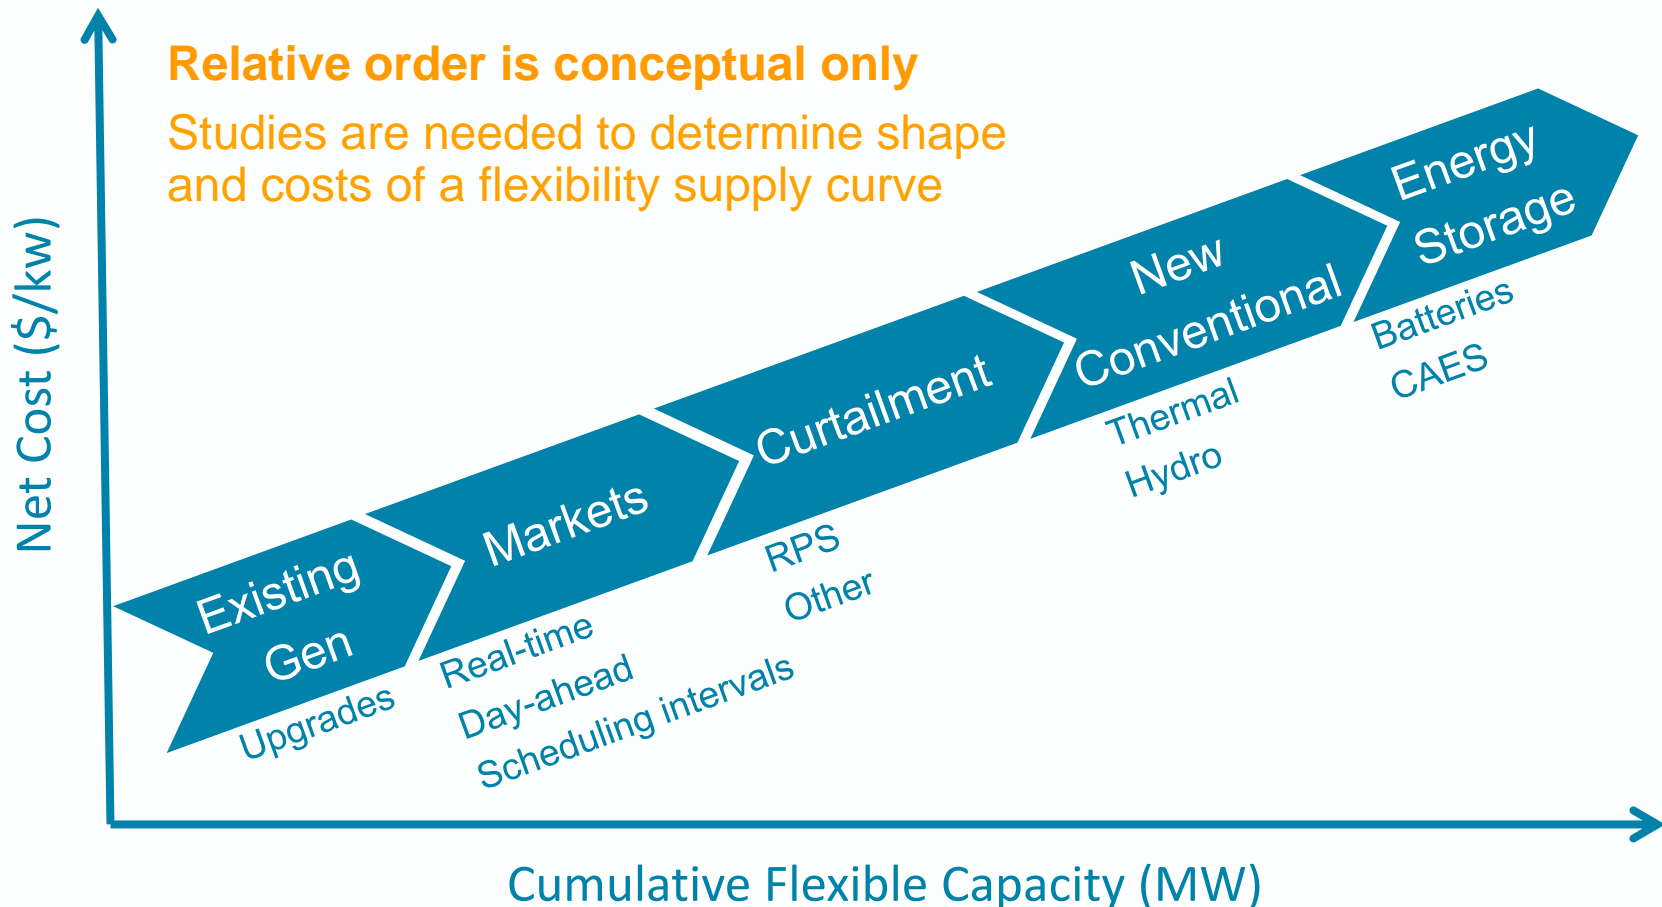 Relative order is conceptual only
Studies are needed to determine shape
and costs of a flexibility supply curve
Net Cost ($/kw)
Existing
Gen
Upgrades
Markets
Real-time
Day-ahead
Scheduling intervals
Curtailment
RPS
Other
New
Conventional
Thermal
Hydro
Energy
Storage
Batteries
CAES
Cumulative Flexible Capacity (MW)